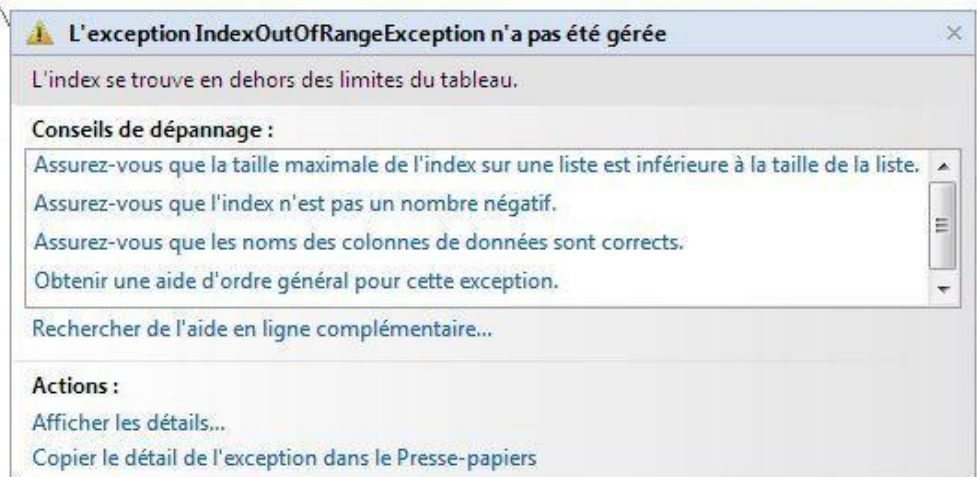 L'exception IndexOutOfRangeException n'a pas été gérée
L'index se trouve en dehors des limites du tableau.
Conseils de dépannage :
Assurez-vous que la taille maximale de l'index sur une liste est inférieure à la taille de la liste.
Assurez-vous que l'index n'est pas un nombre négatif.
Assurez-vous que les noms des colonnes de données sont corrects.
Obtenir une aide d'ordre général pour cette exception.
Rechercher de l'aide en ligne complémentaire...
Actions :
Afficher les détails...
Copier le détail de l'exception dans le Presse-papiers